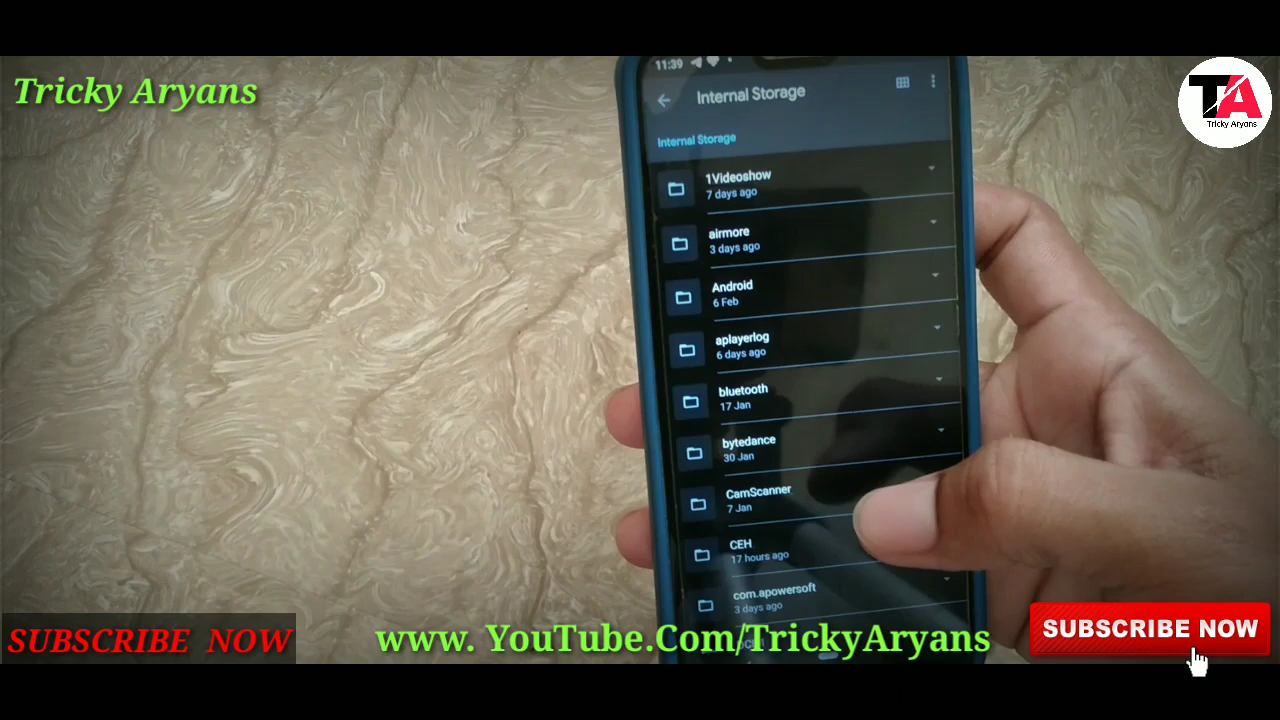 Tricky Aryans
TA
Tricky Aryans
11:39
Internal Storage
Internal Storage
1Videoshow
7 days ago
airmore
3 days ago
Android
6 Feb
aplayerlog
6 days ago
bluetooth
17 Jan
bytedance
30 Jan
CamScanner
7 Jan
CEH
17 hours ago
com.apowersoft
3 days ago
SUBSCRIBE NOW
www. YouTube.Com/TrickyAryans
SUBSCRIBE NOW